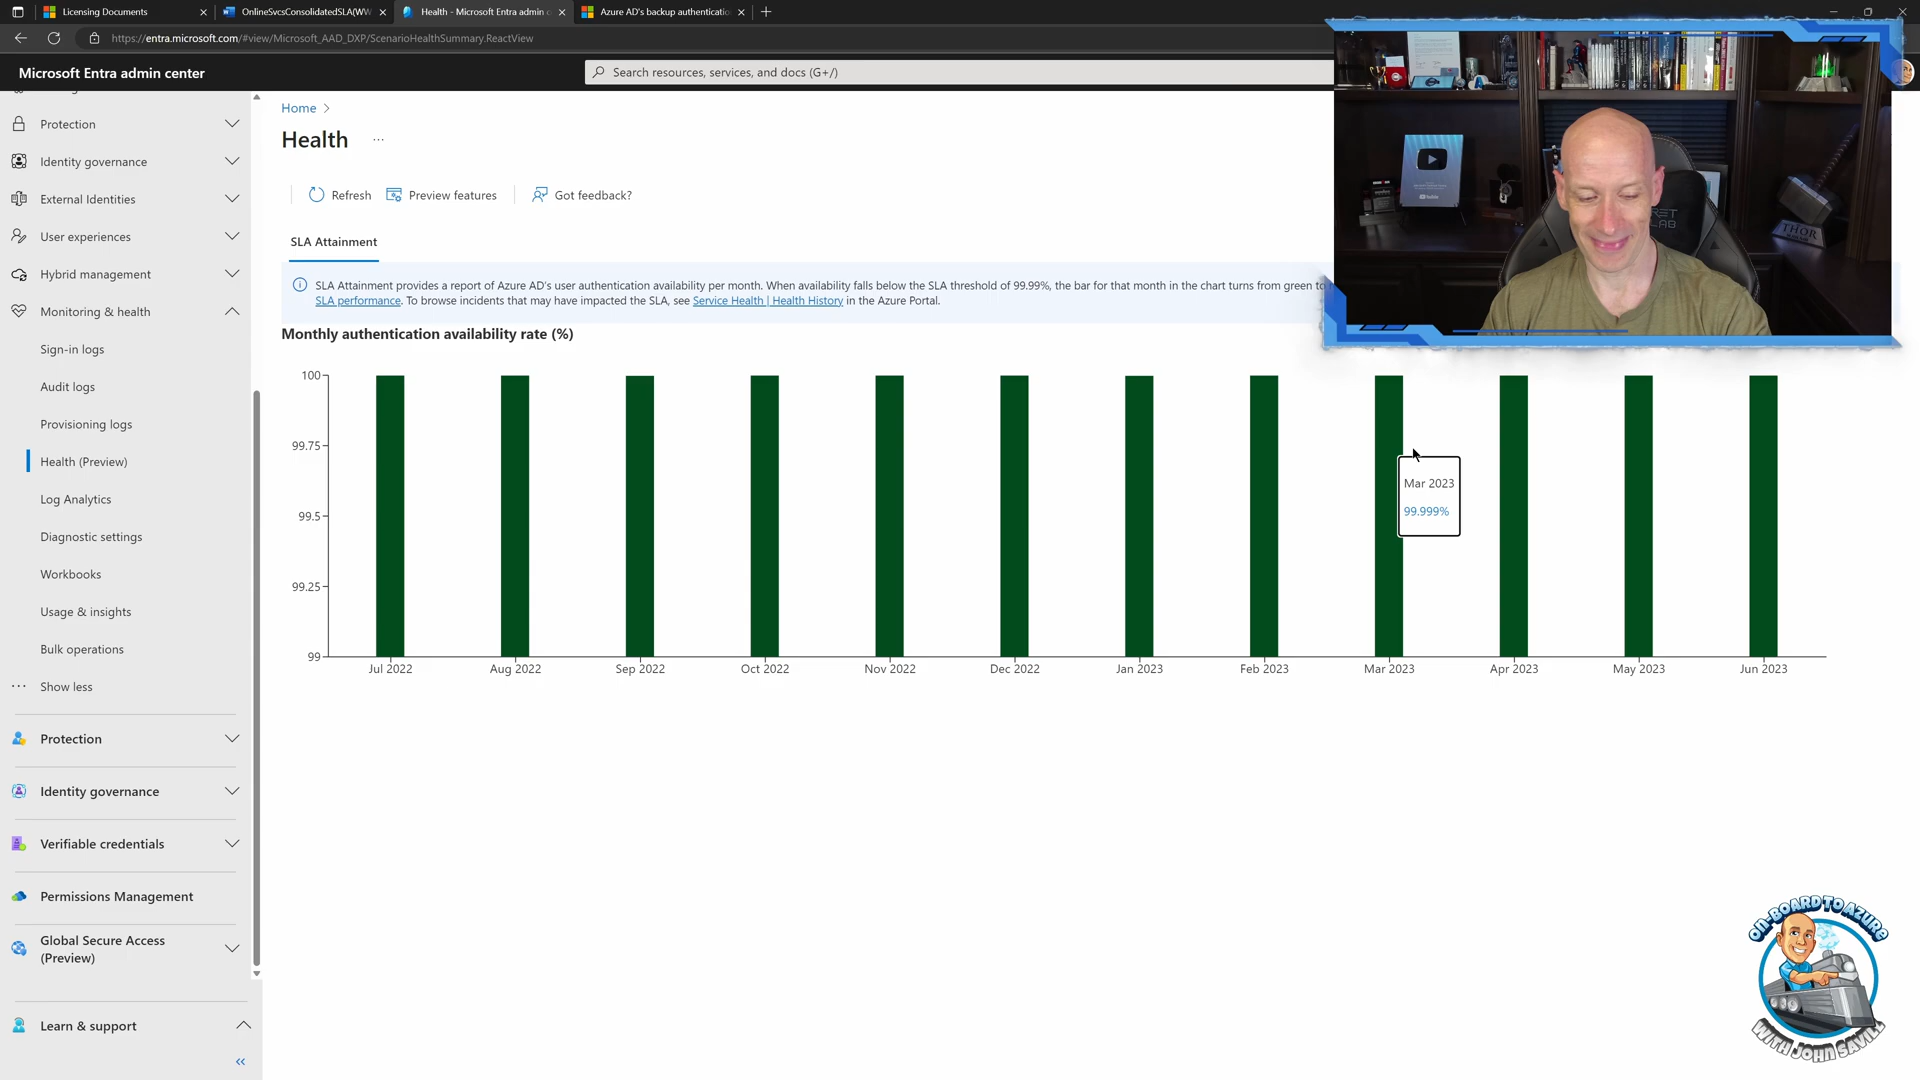 Licensing Documents
OnlineSvcsConsolidatedSLA(WW
Health - Microsoft Entra admin c
Azure AD's backup authenticatio
https://entra.microsoft.com/#view/Microsoft_AAD_DXP/ScenarioHealthSummary.ReactView
Microsoft Entra admin center
Search resources, services, and docs (G+/)
Protection
Identity governance
External Identities
User experiences
Hybrid management
Monitoring & health
Sign-in logs
Audit logs
Provisioning logs
Health (Preview)
Log Analytics
Diagnostic settings
Workbooks
Usage & insights
Bulk operations
Show less
Protection
Identity governance
Verifiable credentials
Permissions Management
Global Secure Access
(Preview)
Learn & support
Home
Health
Refresh
Preview features
Got feedback?
SLA Attainment
SLA Attainment provides a report of Azure AD's user authentication availability per month. When availability falls below the SLA threshold of 99.99%, the bar for that month in the chart turns from green to
SLA performance. To browse incidents that may have impacted the SLA, see Service Health | Health History in the Azure Portal.
Monthly authentication availability rate (%)
100
99.75
99.5
99.25
99
Jul 2022
Aug 2022
Sep 2022
Oct 2022
Nov 2022
Dec 2022
Jan 2023
Feb 2023
Mar 2023
Apr 2023
May 2023
Jun 2023
Mar 2023
99.999%
THOR
ON-BOARD TO AZURE
WITH JOHN SAVILL